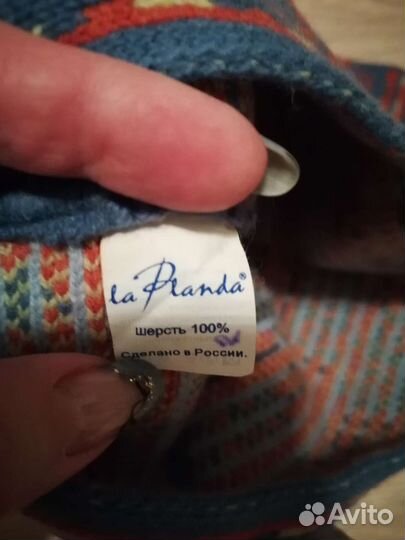 la Planda®
Шерсть 100%
Сделано в России.
Avito